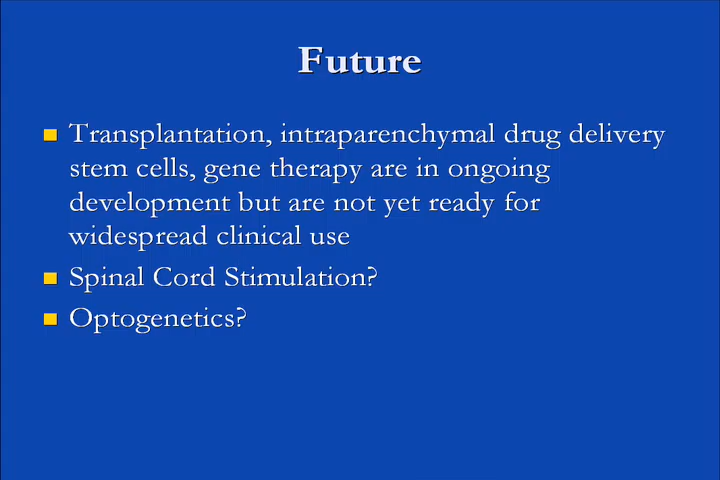 Future
Transplantation, intraparenchymal drug delivery
stem cells, gene therapy are in ongoing
development but are not yet ready for
widespread clinical use
Spinal Cord Stimulation?
Optogenetics?